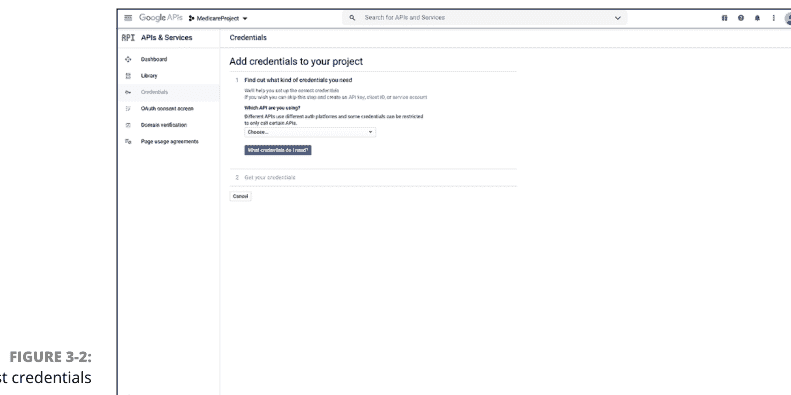 Google APIs MedicareProject
Search for APIs and Services
API APIs & Services
Credentials
Dashboard
Library
Credentials
OAuth consent screen
Domain verification
Page usage agreements
Add credentials to your project
1 Find out what kind of credentials you need
We'll help you set up the correct credentials
If you wish you can skip this step and create an API key, client ID, or service account
Which API are you using?
Different APIs use different auth platforms and some credentials can be restricted
to only call certain APIs.
Choose...
What credentials do I need?
2 Get your credentials
Cancel
FIGURE 3-2:
st credentials